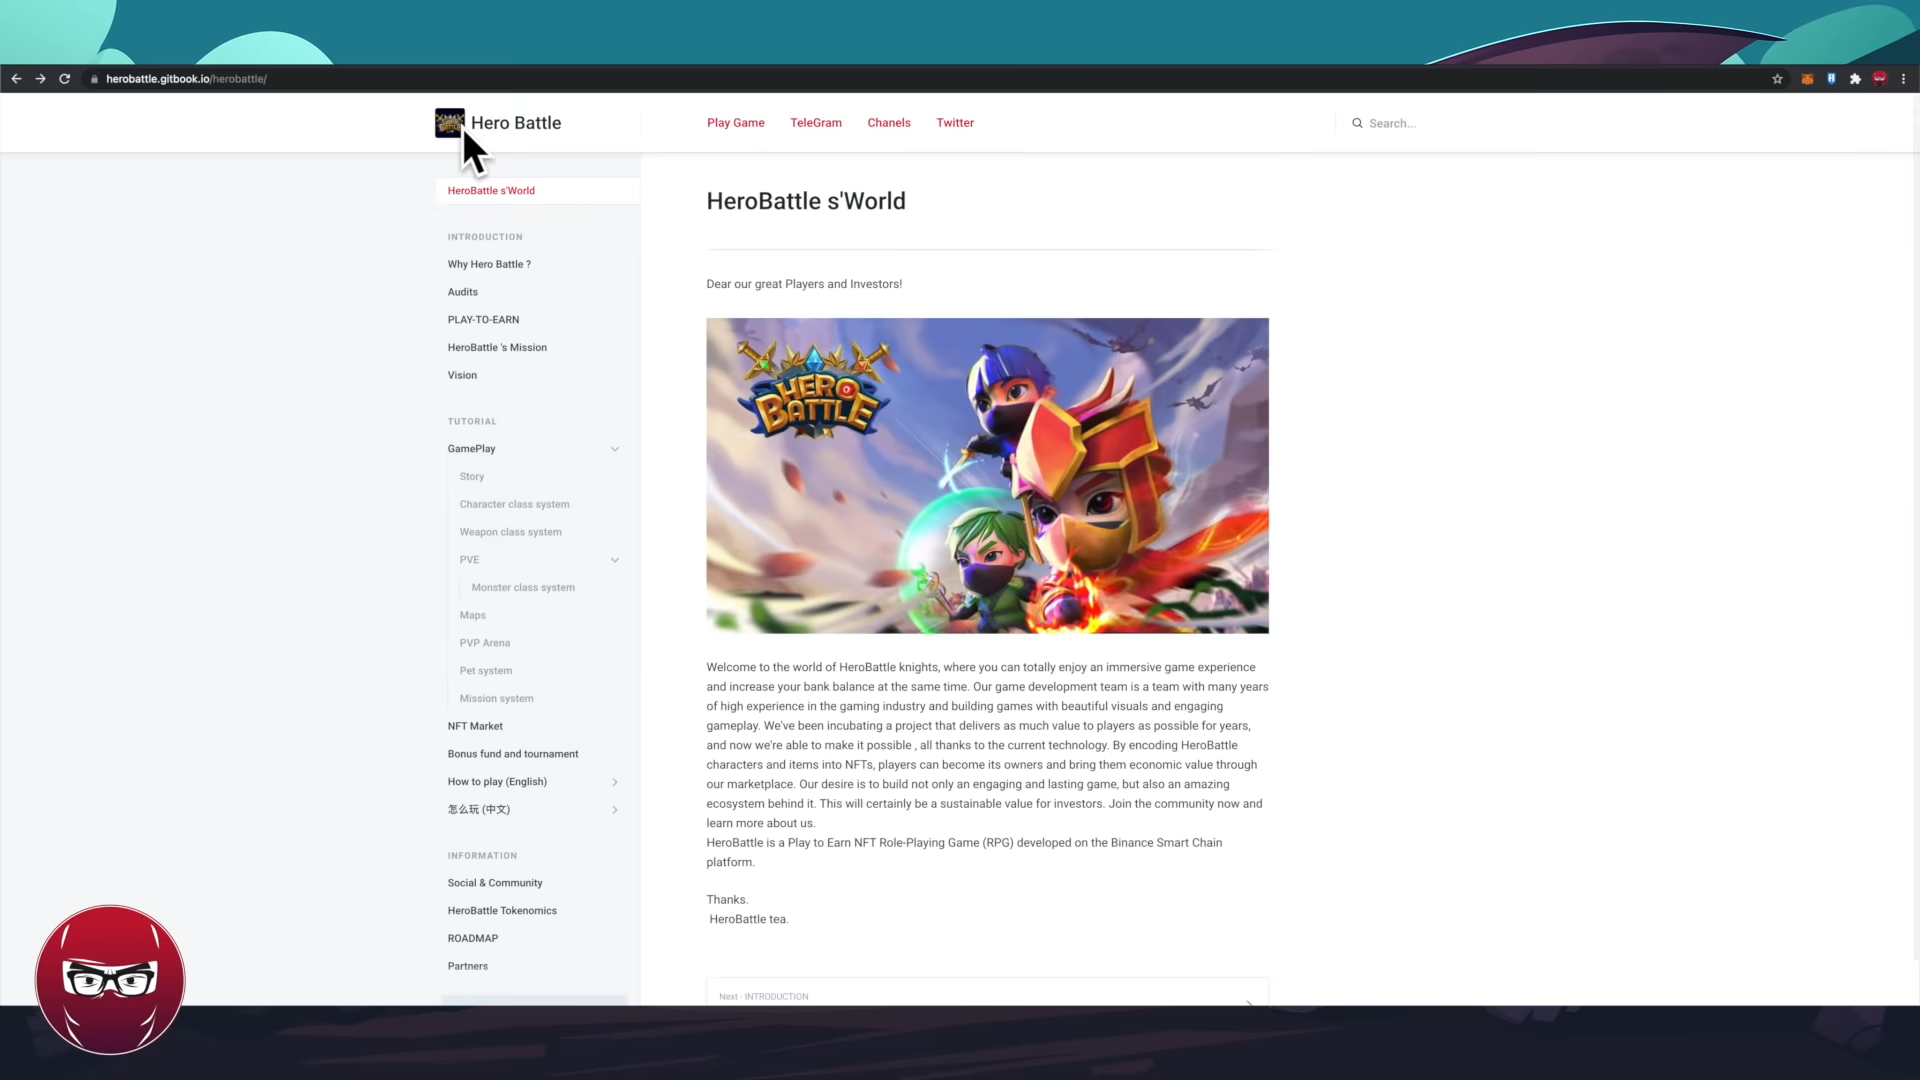 herobattle.gitbook.io/herobattle/
Hero Battle
Play Game
TeleGram
Chanels
Twitter
Search...
HeroBattle s'World
INTRODUCTION
Why Hero Battle ?
Audits
PLAY-TO-EARN
HeroBattle 's Mission
Vision
TUTORIAL
GamePlay
Story
Character class system
Weapon class system
PVE
Monster class system
Maps
PVP Arena
Pet system
Mission system
NFT Market
Bonus fund and tournament
How to play (English)
怎么玩 (中文)
INFORMATION
Social & Community
HeroBattle Tokenomics
ROADMAP
Partners
HeroBattle s'World
Dear our great Players and Investors!
HERO
BATTLE
Welcome to the world of HeroBattle knights, where you can totally enjoy an immersive game experience
and increase your bank balance at the same time. Our game development team is a team with many years
of high experience in the gaming industry and building games with beautiful visuals and engaging
gameplay. We've been incubating a project that delivers as much value to players as possible for years,
and now we're able to make it possible , all thanks to the current technology. By encoding HeroBattle
characters and items into NFTs, players can become its owners and bring them economic value through
our marketplace. Our desire is to build not only an engaging and lasting game, but also an amazing
ecosystem behind it. This will certainly be a sustainable value for investors. Join the community now and
learn more about us.
HeroBattle is a Play to Earn NFT Role-Playing Game (RPG) developed on the Binance Smart Chain
platform.
Thanks.
HeroBattle tea.
Next - INTRODUCTION